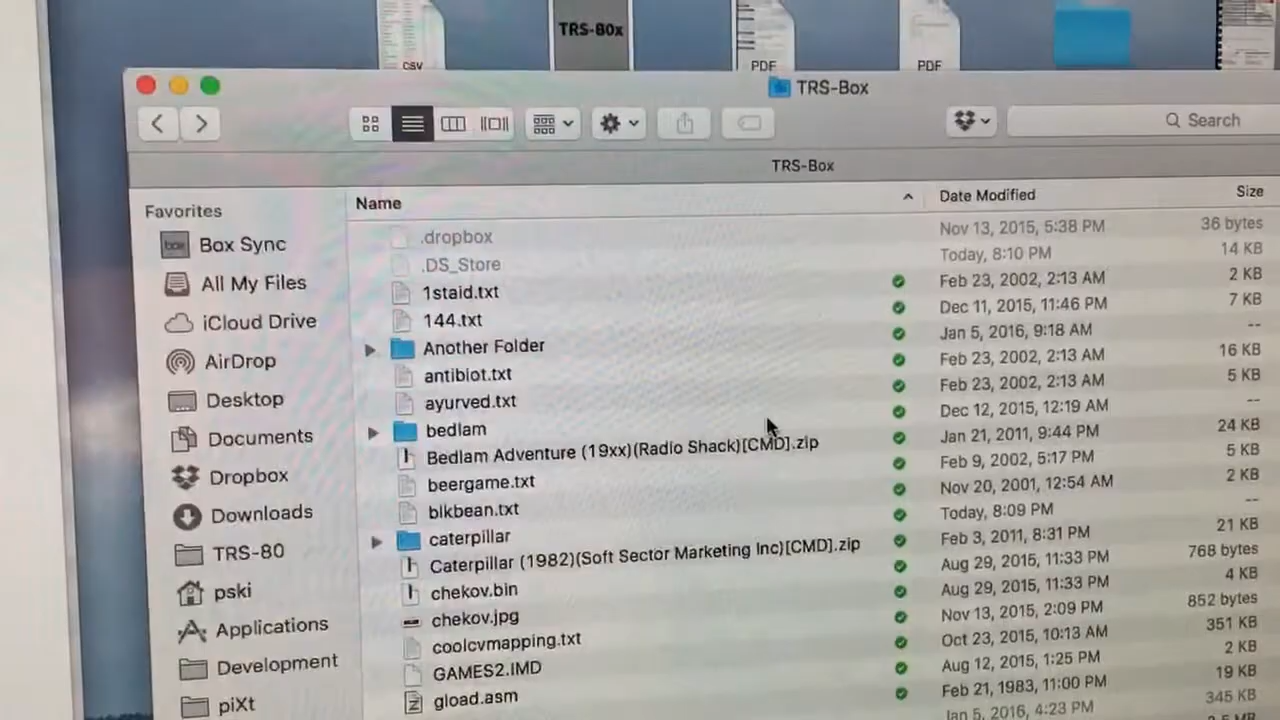 CSV
TRS-80x
PDF
PDF
TRS-Box
Search
TRS-Box
Favorites
Box Sync
All My Files
iCloud Drive
AirDrop
Desktop
Documents
Dropbox
Downloads
TRS-80
pski
Applications
Development
piXt
Name Date Modified Size
.dropbox Nov 13, 2015, 5:38 PM 36 bytes
.DS_Store Today, 8:10 PM 14 KB
1staid.txt Feb 23, 2002, 2:13 AM 2 KB
144.txt Dec 11, 2015, 11:46 PM 7 KB
Another Folder Jan 5, 2016, 9:18 AM --
antibiot.txt Feb 23, 2002, 2:13 AM 16 KB
ayurved.txt Feb 23, 2002, 2:13 AM 5 KB
bedlam Dec 12, 2015, 12:19 AM --
Bedlam Adventure (19xx)(Radio Shack)[CMD].zip Jan 21, 2011, 9:44 PM 24 KB
beergame.txt Feb 9, 2002, 5:17 PM 5 KB
blkbean.txt Nov 20, 2001, 12:54 AM 2 KB
caterpillar Today, 8:09 PM --
Caterpillar (1982)(Soft Sector Marketing Inc)[CMD].zip Feb 3, 2011, 8:31 PM 21 KB
chekov.bin Aug 29, 2015, 11:33 PM 768 bytes
chekov.jpg Aug 29, 2015, 11:33 PM 4 KB
coolcvmapping.txt Nov 13, 2015, 2:09 PM 852 bytes
GAMES2.IMD Oct 23, 2015, 10:13 AM 351 KB
gload.asm Aug 12, 2015, 1:25 PM 2 KB
Feb 21, 1983, 11:00 PM 19 KB
Jan 5, 2016, 4:23 PM 345 KB